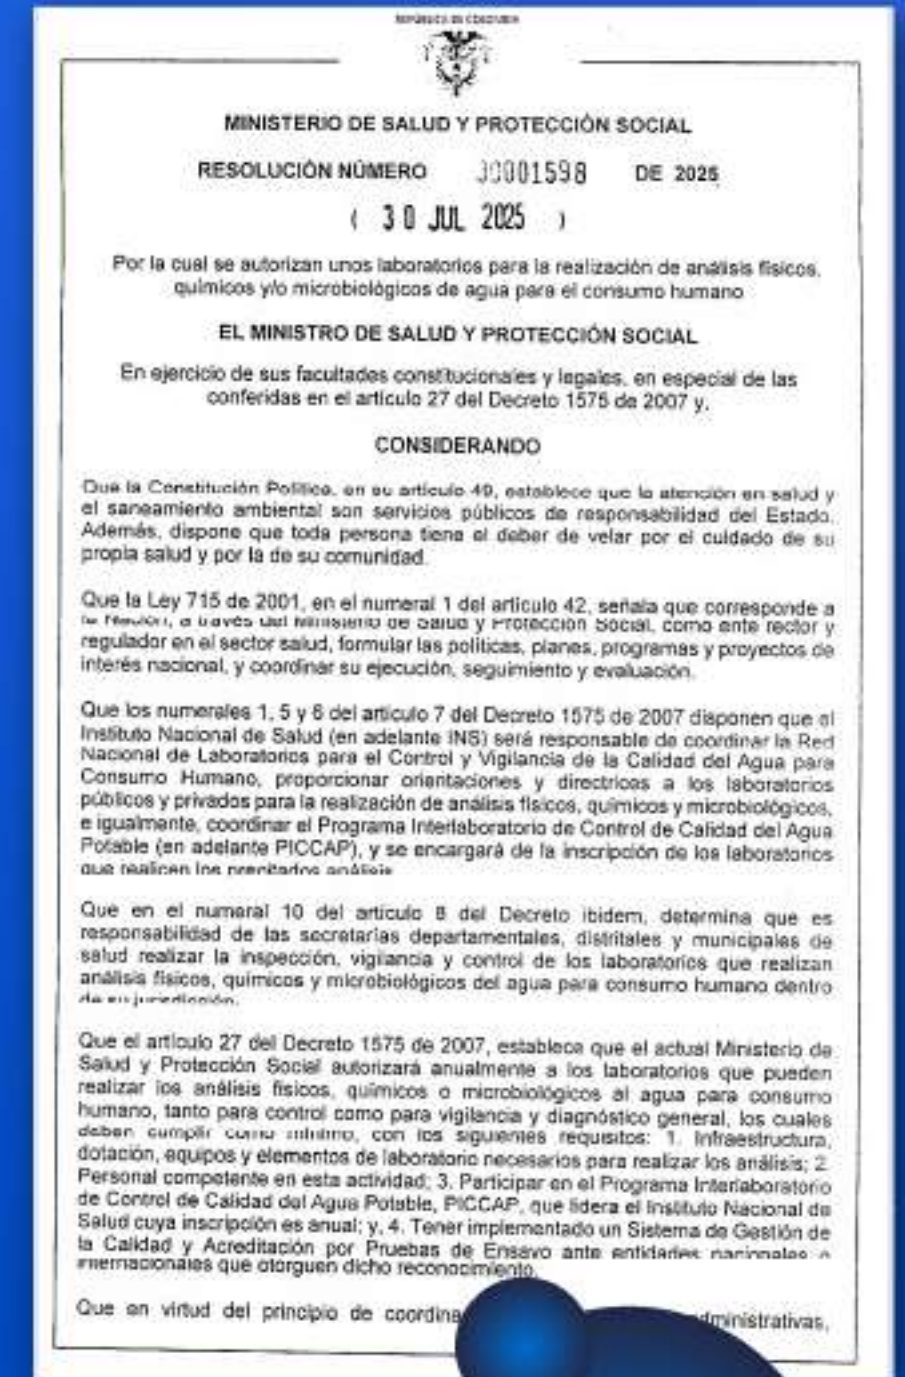 REPÚBLICA DE COLOMBIA
MINISTERIO DE SALUD Y PROTECCIÓN SOCIAL
RESOLUCIÓN NÚMERO 00001598 DE 2025
( 30 JUL 2025 )
Por la cual se autorizan unos laboratorios para la realización de análisis físicos,
químicos y/o microbiológicos de agua para el consumo humano
EL MINISTRO DE SALUD Y PROTECCIÓN SOCIAL
En ejercicio de sus facultades constitucionales y legales, en especial de las
conferidas en el artículo 27 del Decreto 1575 de 2007 y,
CONSIDERANDO
Que la Constitución Política, en su artículo 49, establece que la atención en salud y
el saneamiento ambiental son servicios públicos de responsabilidad del Estado.
Además, dispone que toda persona tiene el deber de velar por el cuidado de su
propia salud y por la de su comunidad.
Que la Ley 715 de 2001, en el numeral 1 del artículo 42, señala que corresponde a
la Nación, a través del Ministerio de Salud y Protección Social, como ente rector y
regulador en el sector salud, formular las políticas, planes, programas y proyectos de
interés nacional, y coordinar su ejecución, seguimiento y evaluación.
Que los numerales 1, 5 y 6 del artículo 7 del Decreto 1575 de 2007 disponen que el
Instituto Nacional de Salud (en adelante INS) será responsable de coordinar la Red
Nacional de Laboratorios para el Control y Vigilancia de la Calidad del Agua para
Consumo Humano, proporcionar orientaciones y directrices a los laboratorios
públicos y privados para la realización de análisis físicos, químicos y microbiológicos,
e igualmente, coordinar el Programa Interlaboratorio de Control de Calidad del Agua
Potable (en adelante PICCAP), y se encargará de la inscripción de los laboratorios
que realicen los precitados análisis.
Que en el numeral 10 del artículo 8 del Decreto ibidem, determina que es
responsabilidad de las secretarías departamentales, distritales y municipales de
salud realizar la inspección, vigilancia y control de los laboratorios que realizan
análisis físicos, químicos y microbiológicos del agua para consumo humano dentro
de su jurisdicción.
Que el artículo 27 del Decreto 1575 de 2007, establece que el actual Ministerio de
Salud y Protección Social autorizará anualmente a los laboratorios que pueden
realizar los análisis físicos, químicos o microbiológicos al agua para consumo
humano, tanto para control como para vigilancia y diagnóstico general, los cuales
deben cumplir como mínimo, con los siguientes requisitos: 1. Infraestructura,
dotación, equipos y elementos de laboratorio necesarios para realizar los análisis; 2.
Personal competente en esta actividad; 3. Participar en el Programa Interlaboratorio
de Control de Calidad del Agua Potable, PICCAP, que lidera el Instituto Nacional de
Salud cuya inscripción es anual; y, 4. Tener implementado un Sistema de Gestión de
la Calidad y Acreditación por Pruebas de Ensayo ante entidades nacionales o
internacionales que otorguen dicho reconocimiento.
Que en virtud del principio de coordina dministrativas,